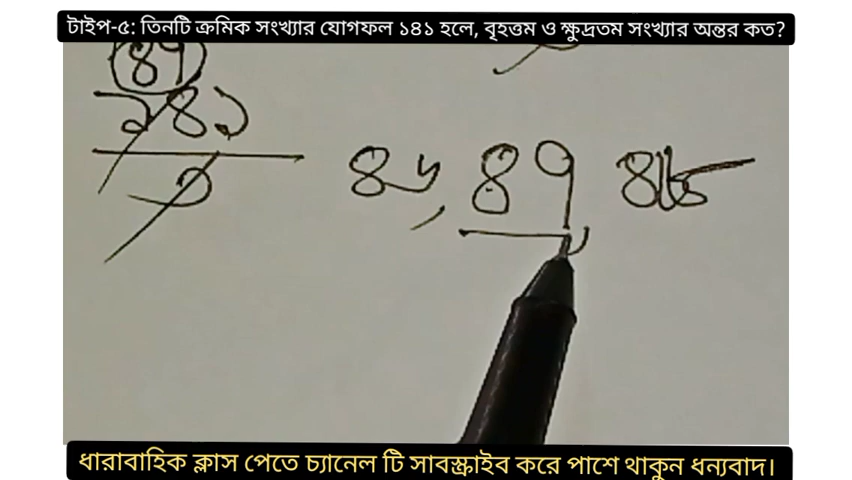 টাইপ-৫: তিনটি ক্রমিক সংখ্যার যোগফল ১৪১ হলে, বৃহত্তম ও ক্ষুদ্রতম সংখ্যার অন্তর কত?
৪৭
১৪১
৩
৪৬, ৪৭, ৪৮
ধারাবাহিক ক্লাস পেতে চ্যানেল টি সাবস্ক্রাইব করে পাশে থাকুন ধন্যবাদ।